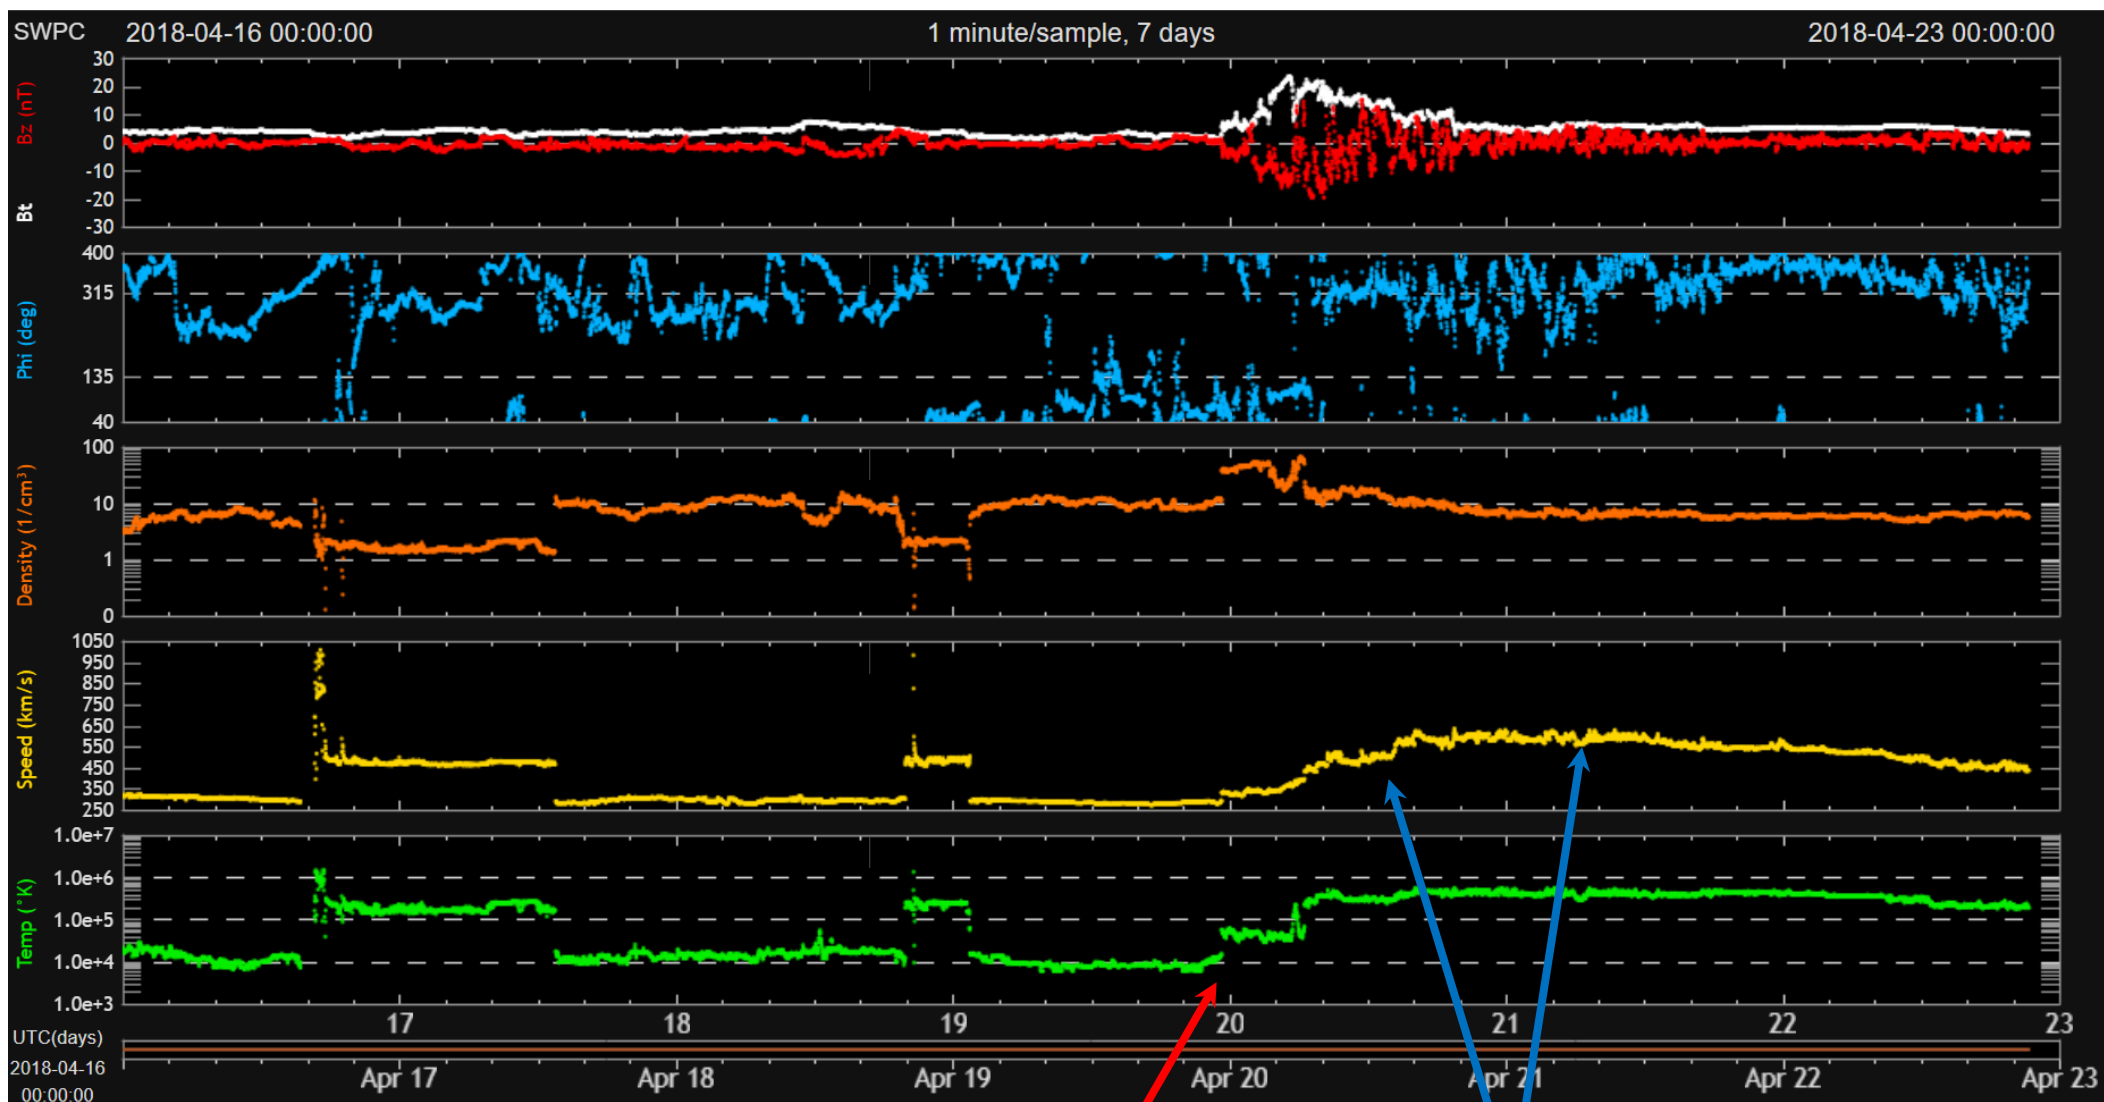 SWPC 2018-04-16 00:00:00 1 minute/sample, 7 days 2018-04-23 00:00:00
Bt Bz (nT)
30
20
10
0
-10
-20
-30
Phi (deg)
400
315
135
40
Density (1/cm³)
100
10
1
0
Speed (km/s)
1050
950
850
750
650
550
450
350
250
Temp (°K)
1.0e+7
1.0e+6
1.0e+5
1.0e+4
1.0e+3
17 18 19 20 21 22 23
UTC(days)
2018-04-16
00:00:00
Apr 17 Apr 18 Apr 19 Apr 20 Apr 21 Apr 22 Apr 23